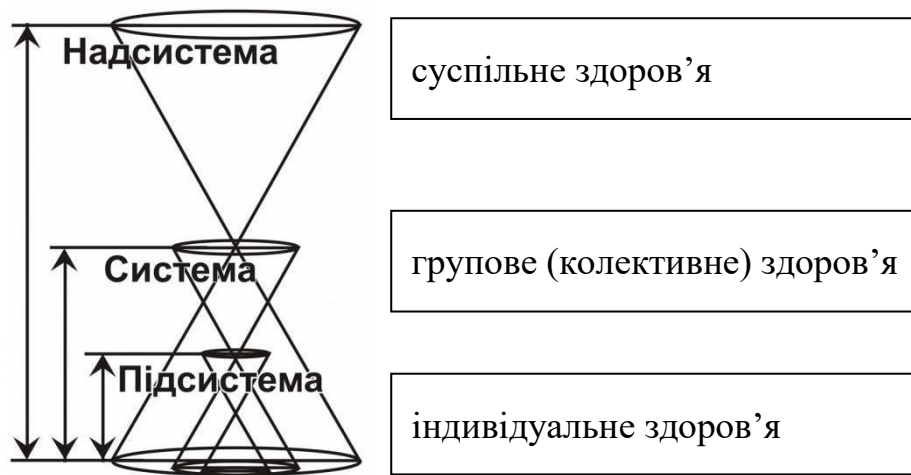 Надсистема
суспільне здоров’я
Система
групове (колективне) здоров’я
Підсистема
індивідуальне здоров’я